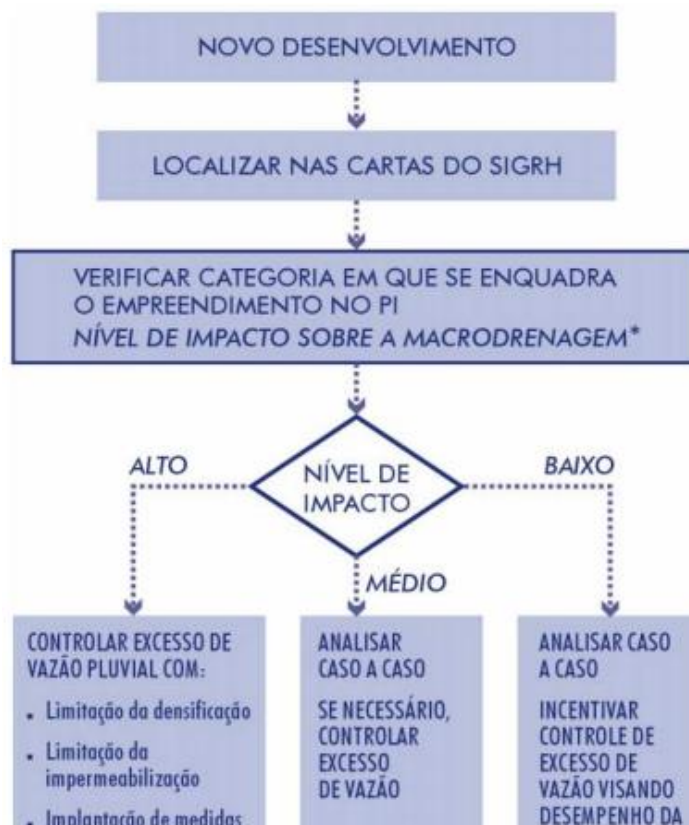 NOVO DESENVOLVIMENTO
LOCALIZAR NAS CARTAS DO SIGRH
VERIFICAR CATEGORIA EM QUE SE ENQUADRA
O EMPREENDIMENTO NO PI
NÍVEL DE IMPACTO SOBRE A MACRODRENAGEM*
NÍVEL DE
IMPACTO
ALTO
BAIXO
MÉDIO
CONTROLAR EXCESSO DE
VAZÃO PLUVIAL COM:
• Limitação da densificação
• Limitação da
impermeabilização
• Implantação de medidas
ANALISAR
CASO A CASO
SE NECESSÁRIO,
CONTROLAR
EXCESSO
DE VAZÃO
ANALISAR CASO
A CASO
INCENTIVAR
CONTROLE DE
EXCESSO DE
VAZÃO VISANDO
DESEMPENHO DA